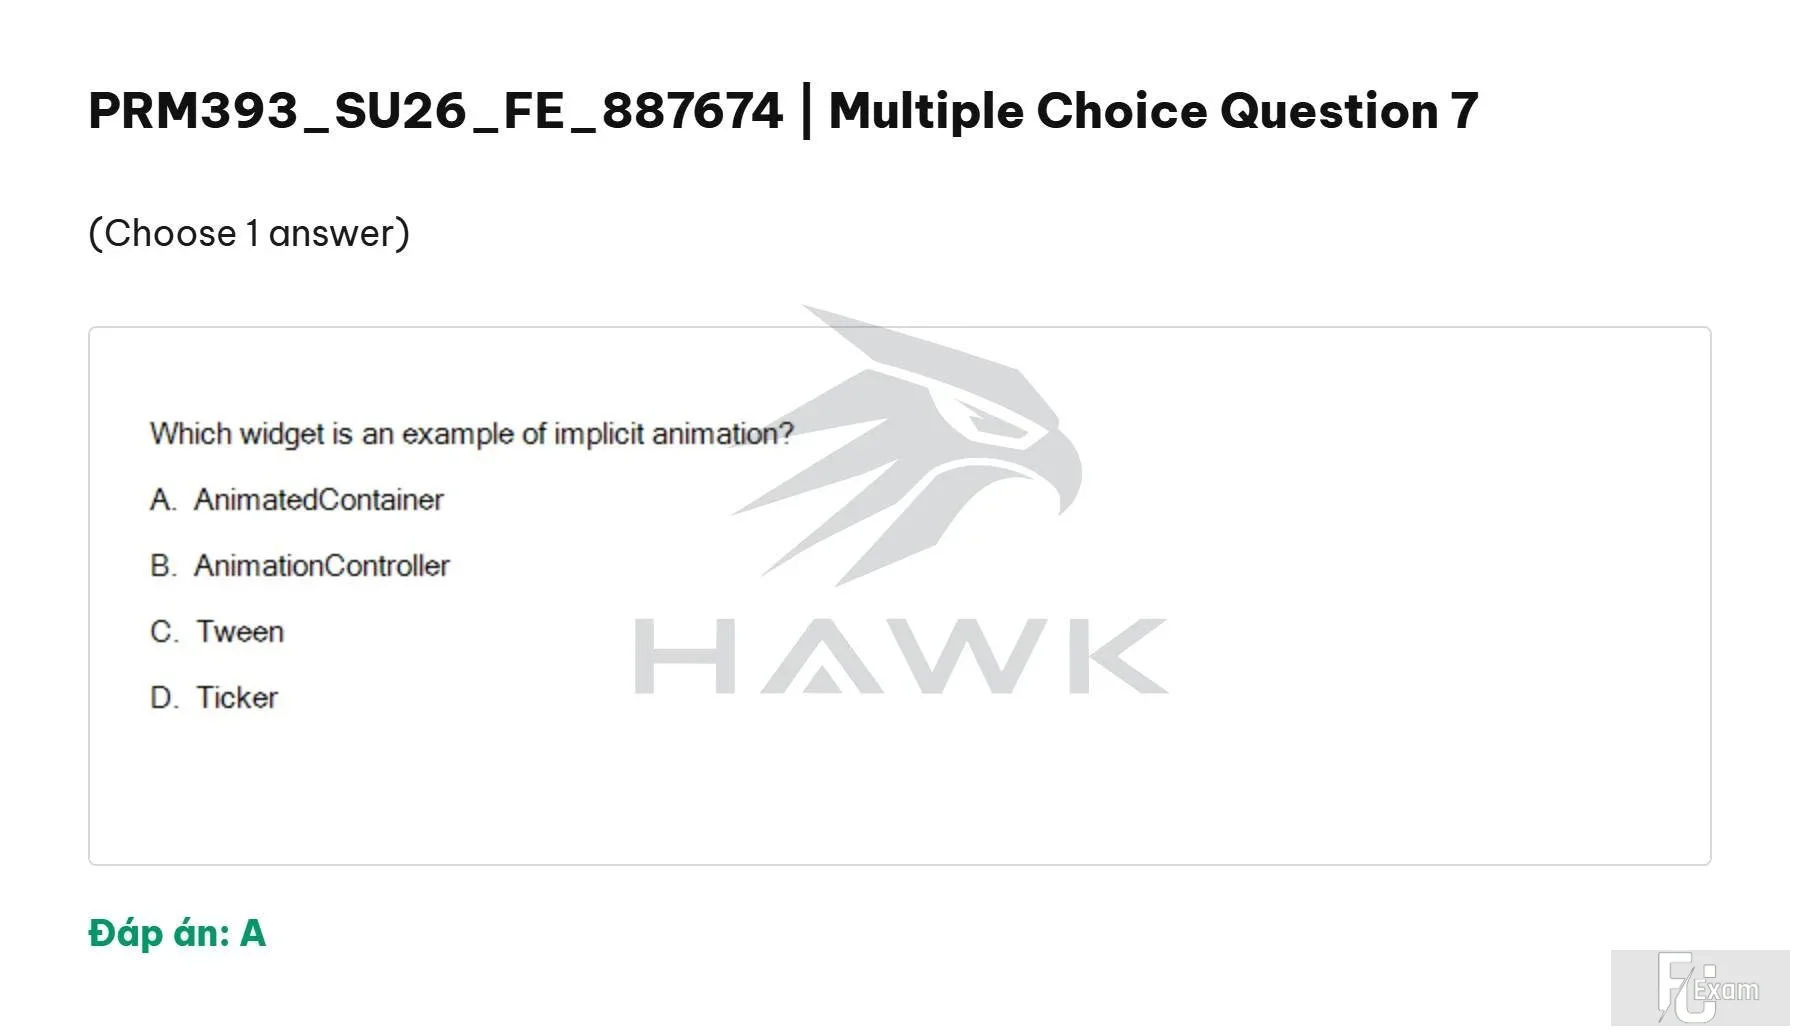 PRM393_SU26_FE_887674 | Multiple Choice Question 7
(Choose 1 answer)
Which widget is an example of implicit animation?
A. AnimatedContainer
B. AnimationController
C. Tween
D. Ticker
HAWK
Đáp án: A
FU Exam